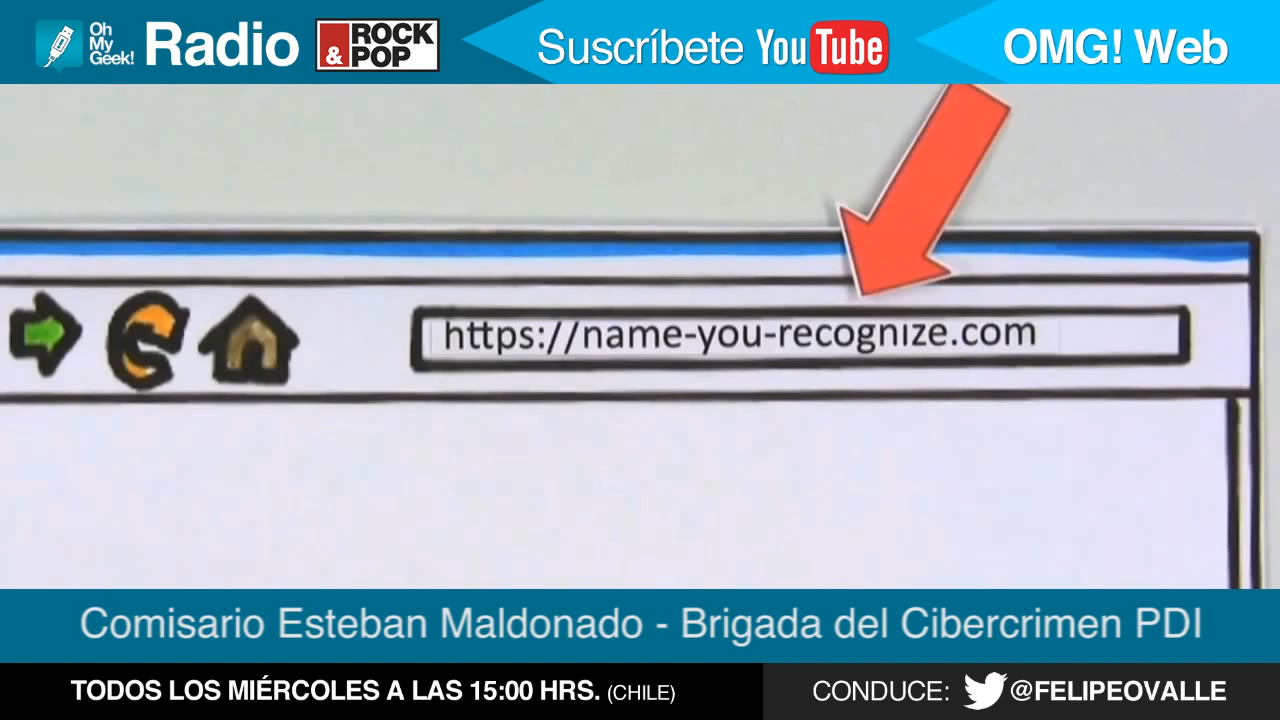 Oh
My
Geek!
Radio
ROCK
& POP
Suscríbete YouTube
OMG! Web
https://name-you-recognize.com
Comisario Esteban Maldonado - Brigada del Cibercrimen PDI
TODOS LOS MIÉRCOLES A LAS 15:00 HRS. (CHILE)
CONDUCE: @FELIPEOVALLE